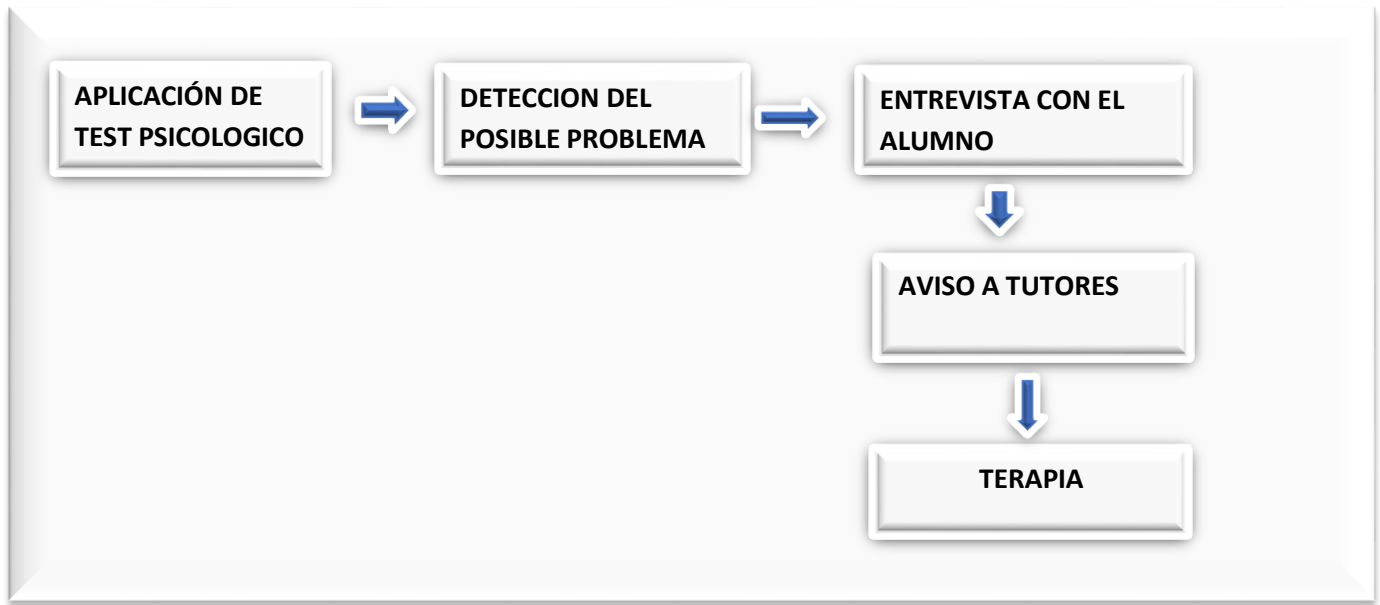 APLICACIÓN DE
TEST PSICOLOGICO
DETECCION DEL
POSIBLE PROBLEMA
ENTREVISTA CON EL
ALUMNO
AVISO A TUTORES
TERAPIA